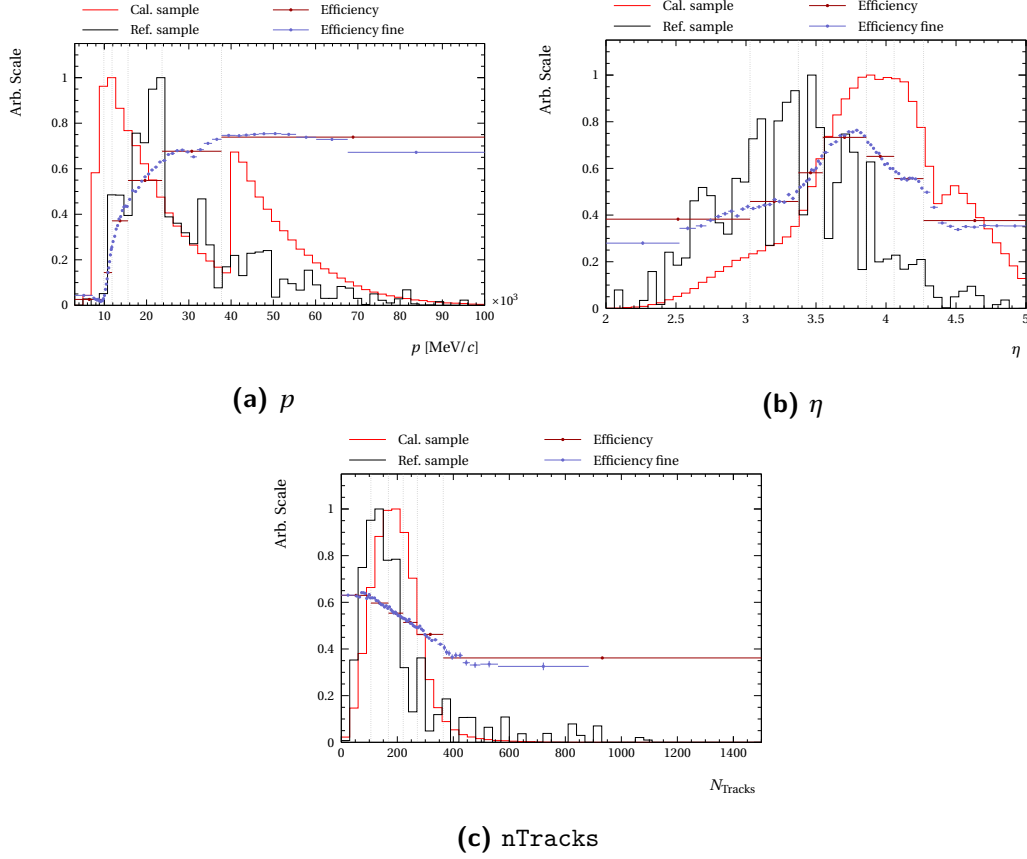 Cal. sample Efficiency
Ref. sample Efficiency fine
Arb. Scale
1
0.8
0.6
0.4
0.2
0
10 20 30 40 50 60 70 80 90 100
×10³
p [MeV/c]
(a) p
Cal. sample Efficiency
Ref. sample Efficiency fine
Arb. Scale
1
0.8
0.6
0.4
0.2
0
2 2.5 3 3.5 4 4.5 5
η
(b) η
Cal. sample Efficiency
Ref. sample Efficiency fine
Arb. Scale
1
0.8
0.6
0.4
0.2
0
0 200 400 600 800 1000 1200 1400
N_Tracks
(c) nTracks